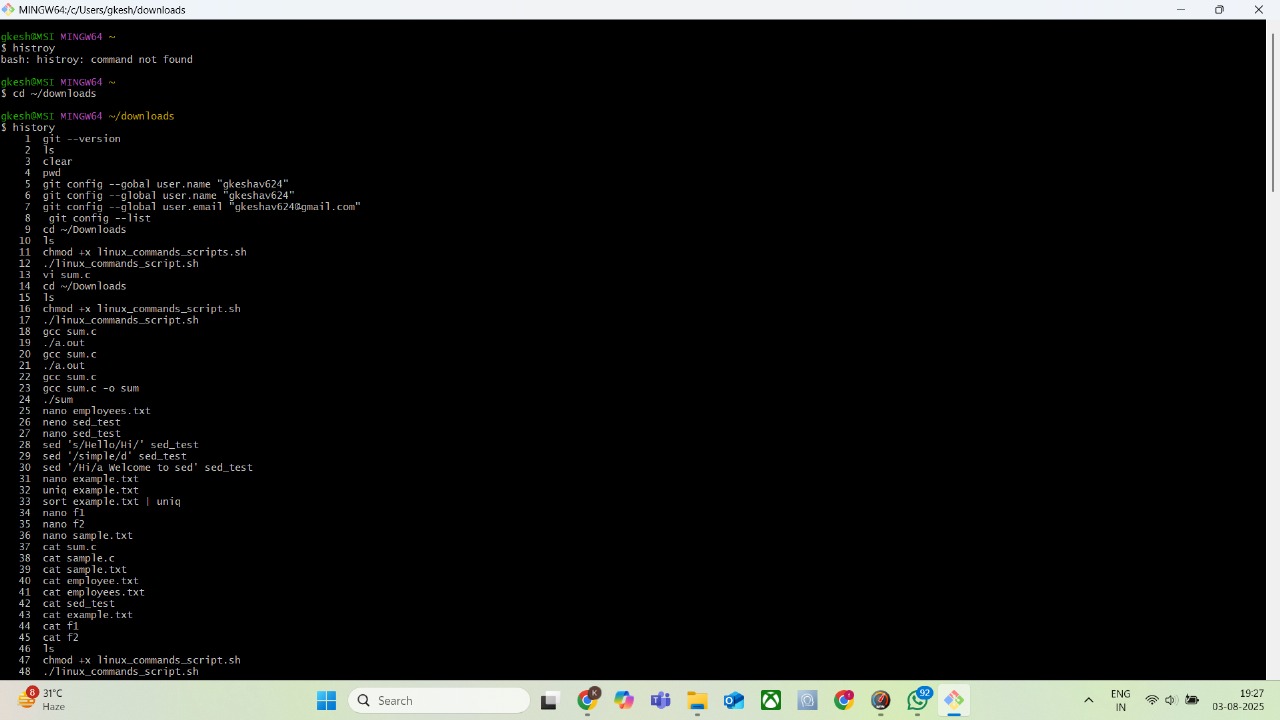 MINGW64:/c/Users/gkesh/downloads
gkesh@MSI MINGW64 ~
$ histroy
bash: histroy: command not found
gkesh@MSI MINGW64 ~
$ cd ~/downloads
gkesh@MSI MINGW64 ~/downloads
$ history
1 git --version
2 ls
3 clear
4 pwd
5 git config --gobal user.name "gkeshav624"
6 git config --global user.name "gkeshav624"
7 git config --global user.email "gkeshav624@gmail.com"
8 git config --list
9 cd ~/Downloads
10 ls
11 chmod +x linux_commands_scripts.sh
12 ./linux_commands_script.sh
13 vi sum.c
14 cd ~/Downloads
15 ls
16 chmod +x linux_commands_script.sh
17 ./linux_commands_script.sh
18 gcc sum.c
19 ./a.out
20 gcc sum.c
21 ./a.out
22 gcc sum.c
23 gcc sum.c -o sum
24 ./sum
25 nano employees.txt
26 neno sed_test
27 nano sed_test
28 sed 's/Hello/Hi/' sed_test
29 sed '/simple/d' sed_test
30 sed '/Hi/a Welcome to sed' sed_test
31 nano example.txt
32 uniq example.txt
33 sort example.txt | uniq
34 nano f1
35 nano f2
36 nano sample.txt
37 cat sum.c
38 cat sample.c
39 cat sample.txt
40 cat employee.txt
41 cat employees.txt
42 cat sed_test
43 cat example.txt
44 cat f1
45 cat f2
46 ls
47 chmod +x linux_commands_script.sh
48 ./linux_commands_script.sh
8
31°C
Haze
Search
K
92
ENG
IN
19:27
03-08-2025